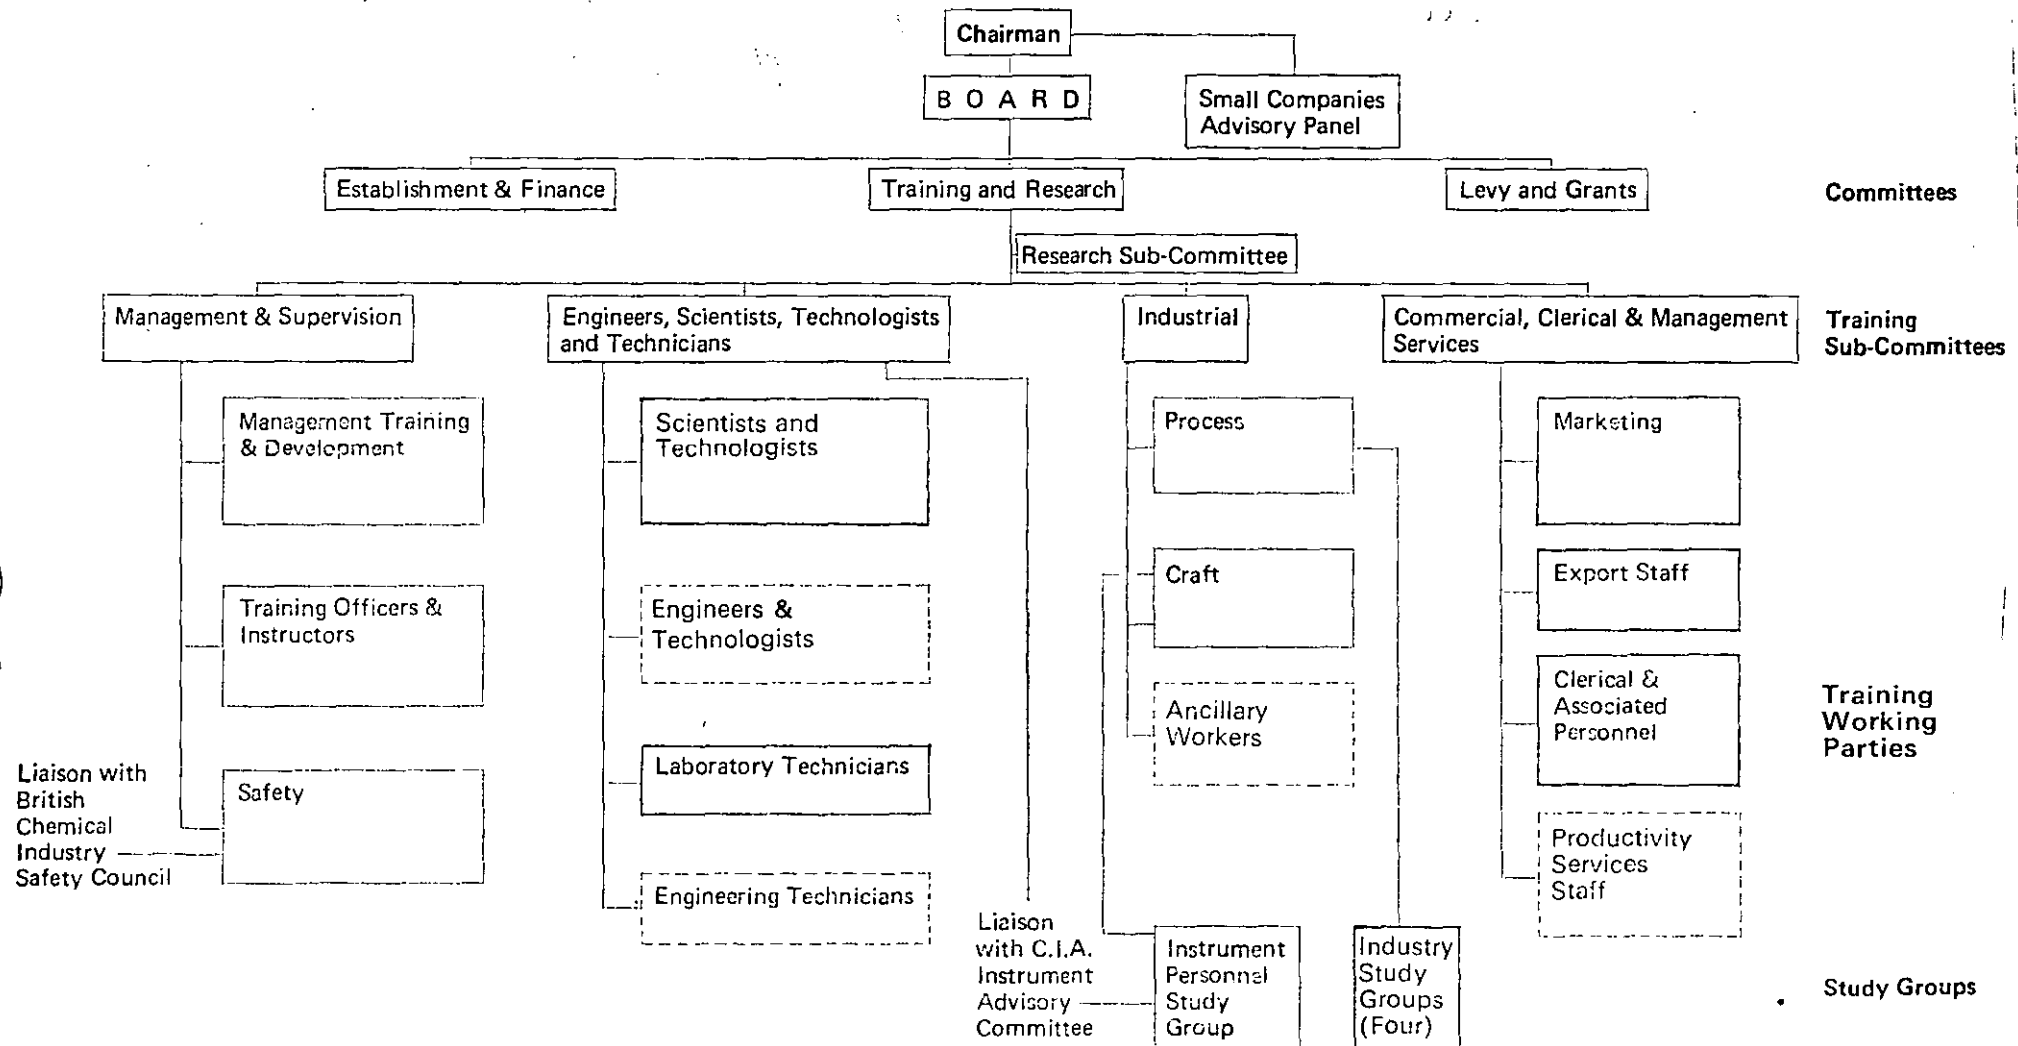 Chairman
B O A R D
Small Companies
Advisory Panel
Establishment & Finance
Training and Research
Levy and Grants
Committees
Research Sub-Committee
Management & Supervision
Engineers, Scientists, Technologists
and Technicians
Industrial
Commercial, Clerical & Management
Services
Training
Sub-Committees
Management Training
& Development
Scientists and
Technologists
Process
Marketing
Training Officers &
Instructors
Engineers &
Technologists
Craft
Export Staff
Ancillary
Workers
Clerical &
Associated
Personnel
Training
Working
Parties
Liaison with
British
Chemical
Industry
Safety Council
Safety
Laboratory Technicians
Engineering Technicians
Productivity
Services
Staff
Liaison
with C.I.A.
Instrument
Advisory
Committee
Instrument
Personnel
Study
Group
Industry
Study
Groups
(Four)
Study Groups